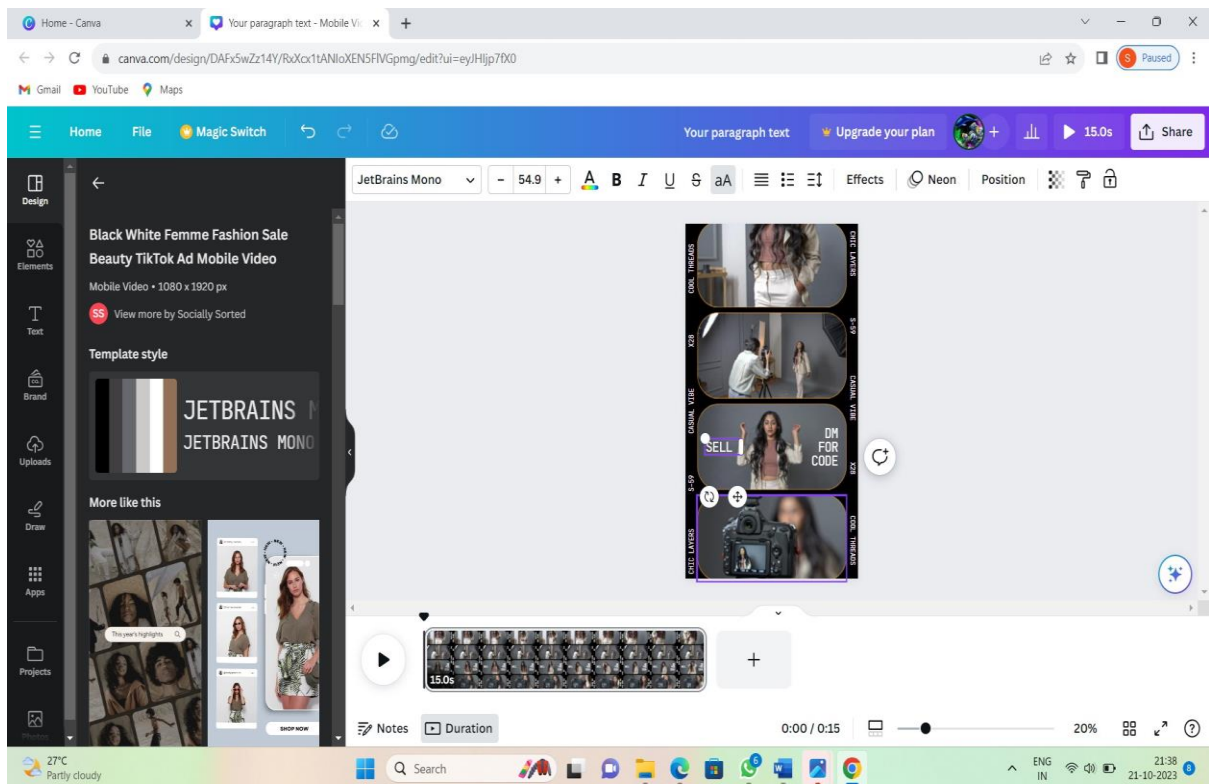 Home - Canva
Your paragraph text - Mobile Vi
canva.com/design/DAFx5wZz14Y/RxXcx1tANIoXEN5FlVGpmg/edit?ui=eyJHIjp7fX0
S Paused
Gmail YouTube Maps
Home File Magic Switch Your paragraph text Upgrade your plan + 15.0s Share
JetBrains Mono - 54.9 + A B I U S aA Effects Neon Position
Design
Elements
Text
Brand
Uploads
Draw
Apps
Projects
Photos
Black White Femme Fashion Sale
Beauty TikTok Ad Mobile Video
Mobile Video • 1080 x 1920 px
SS View more by Socially Sorted
Template style
JETBRAINS M
JETBRAINS MONO
More like this
This year's highlights
SHOP NOW
COOL THREADS
CHIC LAYERS
X28
S-59
CASUAL VIBE
CASUAL VIBE
SELL
DM
FOR
CODE
S-59
X28
CHIC LAYERS
COOL THREADS
15.0s
+
Notes Duration 0:00 / 0:15 20%
27°C
Partly cloudy
Search
ENG
IN
21:38
21-10-2023
8